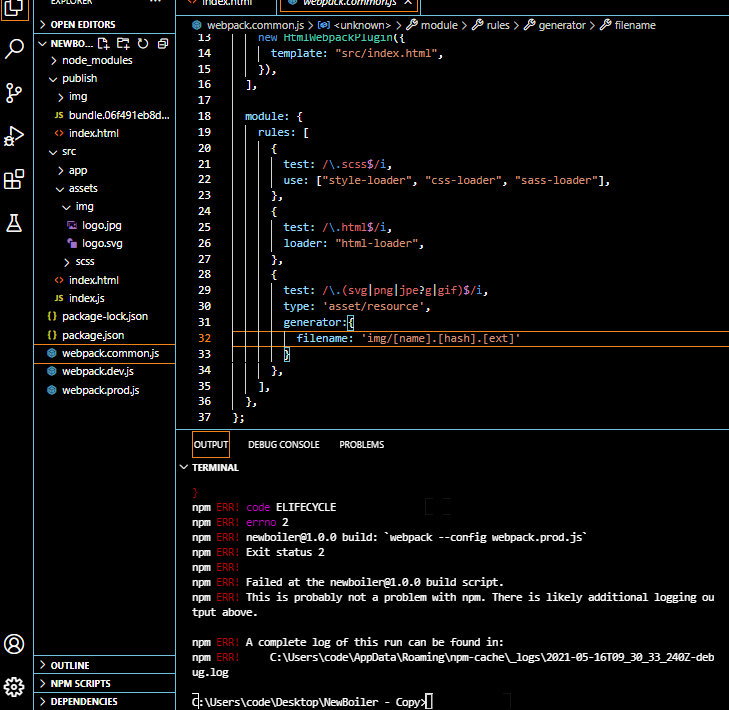 EXPLORER
index.html
webpack.common.js
OPEN EDITORS
webpack.common.js > <unknown> > module > rules > generator > filename
NEWBO...
node_modules
publish
img
JS bundle.06f491eb8d...
<> index.html
src
app
assets
img
logo.jpg
logo.svg
scss
<> index.html
JS index.js
{} package-lock.json
{} package.json
webpack.common.js
webpack.dev.js
webpack.prod.js
OUTLINE
NPM SCRIPTS
DEPENDENCIES
13 new HtmlWebpackPlugin({
14 template: "src/index.html",
15 }),
16 ],
17
18 module: {
19 rules: [
20 {
21 test: /\.scss$/i,
22 use: ["style-loader", "css-loader", "sass-loader"],
23 },
24 {
25 test: /\.html$/i,
26 loader: "html-loader",
27 },
28 {
29 test: /\.(svg|png|jpe?g|gif)$/i,
30 type: 'asset/resource',
31 generator:{
32 filename: 'img/[name].[hash].[ext]'
33 }
34 },
35 ],
36 },
37 };
OUTPUT DEBUG CONSOLE PROBLEMS
TERMINAL
}
npm ERR! code ELIFECYCLE
npm ERR! errno 2
npm ERR! newboiler@1.0.0 build: `webpack --config webpack.prod.js`
npm ERR! Exit status 2
npm ERR!
npm ERR! Failed at the newboiler@1.0.0 build script.
npm ERR! This is probably not a problem with npm. There is likely additional logging ou
tput above.
npm ERR! A complete log of this run can be found in:
npm ERR! C:\Users\code\AppData\Roaming\npm-cache\_logs\2021-05-16T09_30_33_240Z-deb
ug.log
C:\Users\code\Desktop\NewBoiler - Copy>